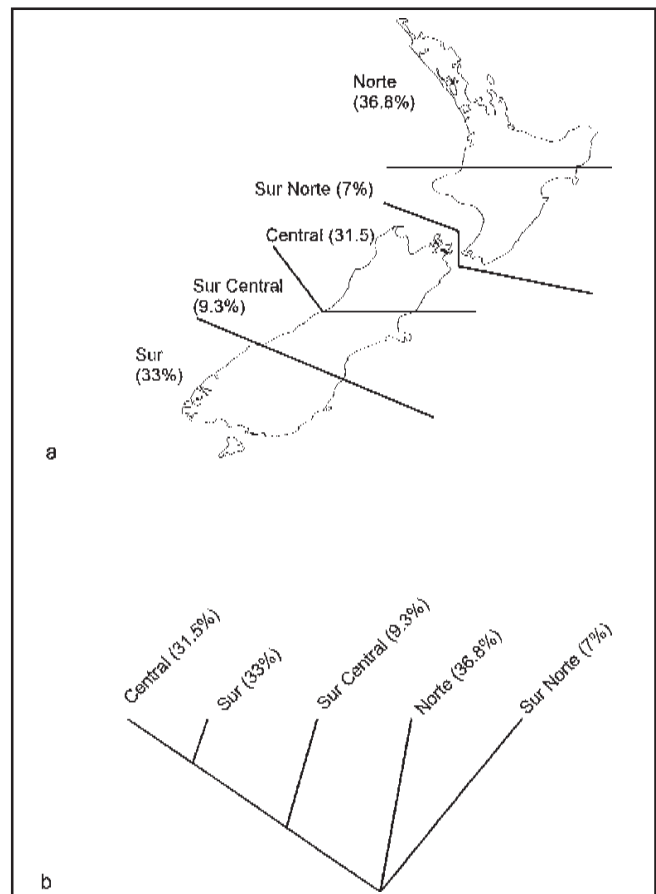 Norte
(36.8%)
Sur Norte (7%)
Central (31.5)
Sur Central
(9.3%)
Sur
(33%)
a
Central (31.5%)
Sur (33%)
Sur Central (9.3%)
Norte (36.8%)
Sur Norte (7%)
b